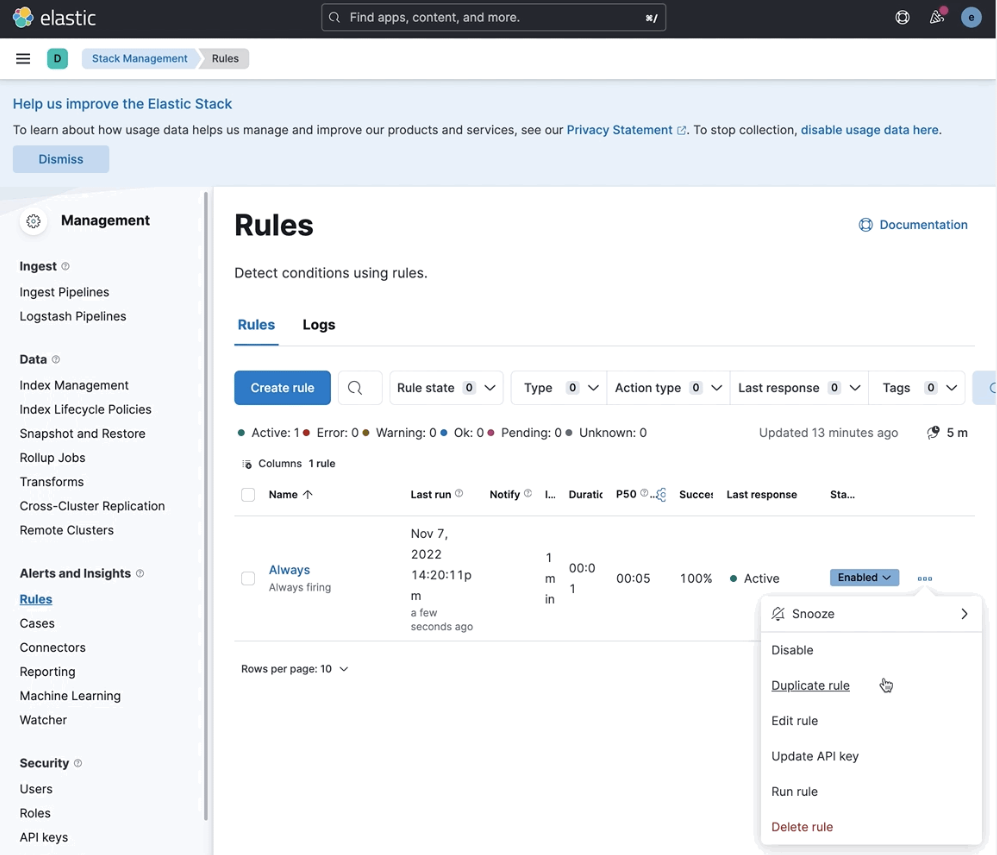 elastic
Find apps, content, and more.
⌘/
e
D
Stack Management
Rules
Help us improve the Elastic Stack
To learn about how usage data helps us manage and improve our products and services, see our Privacy Statement. To stop collection, disable usage data here.
Dismiss
Management
Ingest
Ingest Pipelines
Logstash Pipelines
Data
Index Management
Index Lifecycle Policies
Snapshot and Restore
Rollup Jobs
Transforms
Cross-Cluster Replication
Remote Clusters
Alerts and Insights
Rules
Cases
Connectors
Reporting
Machine Learning
Watcher
Security
Users
Roles
API keys
Rules
Documentation
Detect conditions using rules.
Rules Logs
Create rule
Rule state 0
Type 0
Action type 0
Last response 0
Tags 0
Active: 1 Error: 0 Warning: 0 Ok: 0 Pending: 0 Unknown: 0
Updated 13 minutes ago
5 m
Columns 1 rule
Name ↑ Last run Notify I... Duratic P50 ... Succes Last response Sta...
Always
Always firing
Nov 7,
2022
14:20:11p
m
a few
seconds ago
1
m
in
00:0
1
00:05
100%
Active
Enabled
Snooze
Disable
Duplicate rule
Edit rule
Update API key
Run rule
Delete rule
Rows per page: 10